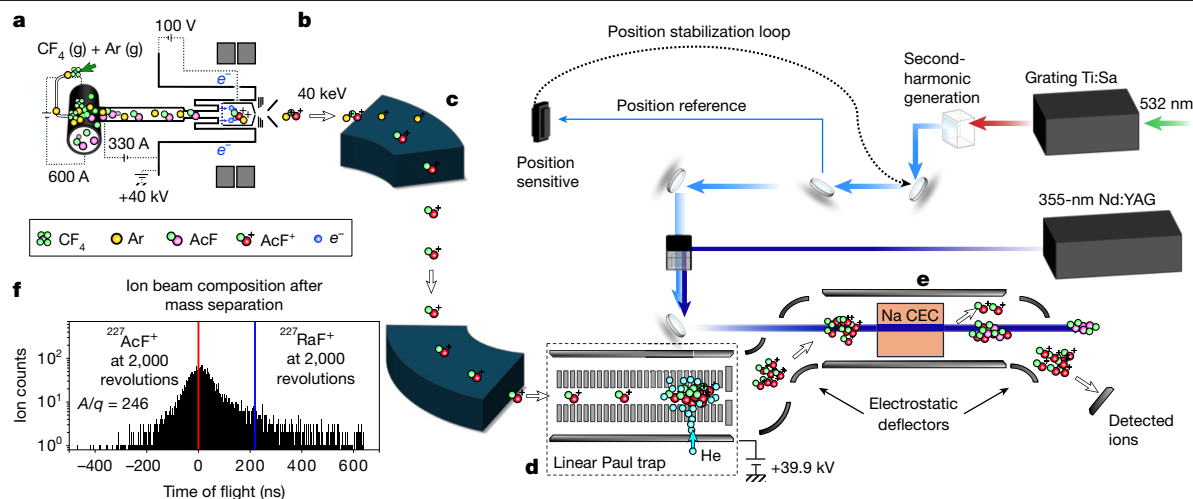 a
100 V
CF4 (g) + Ar (g)
e–
40 keV
330 A
600 A
e–
+40 kV
CF4
Ar
AcF
AcF+
e–
b
c
Position stabilization loop
Position reference
Position
sensitive
Second-
harmonic
generation
Grating Ti:Sa
532 nm
355-nm Nd:YAG
f
Ion beam composition after
mass separation
227AcF+
at 2,000
revolutions
A/q = 246
227RaF+
at 2,000
revolutions
Ion counts
10²
10¹
10⁰
–400
–200
0
200
400
600
Time of flight (ns)
d
Linear Paul trap
He
+39.9 kV
e
Na CEC
Electrostatic
deflectors
Detected
ions